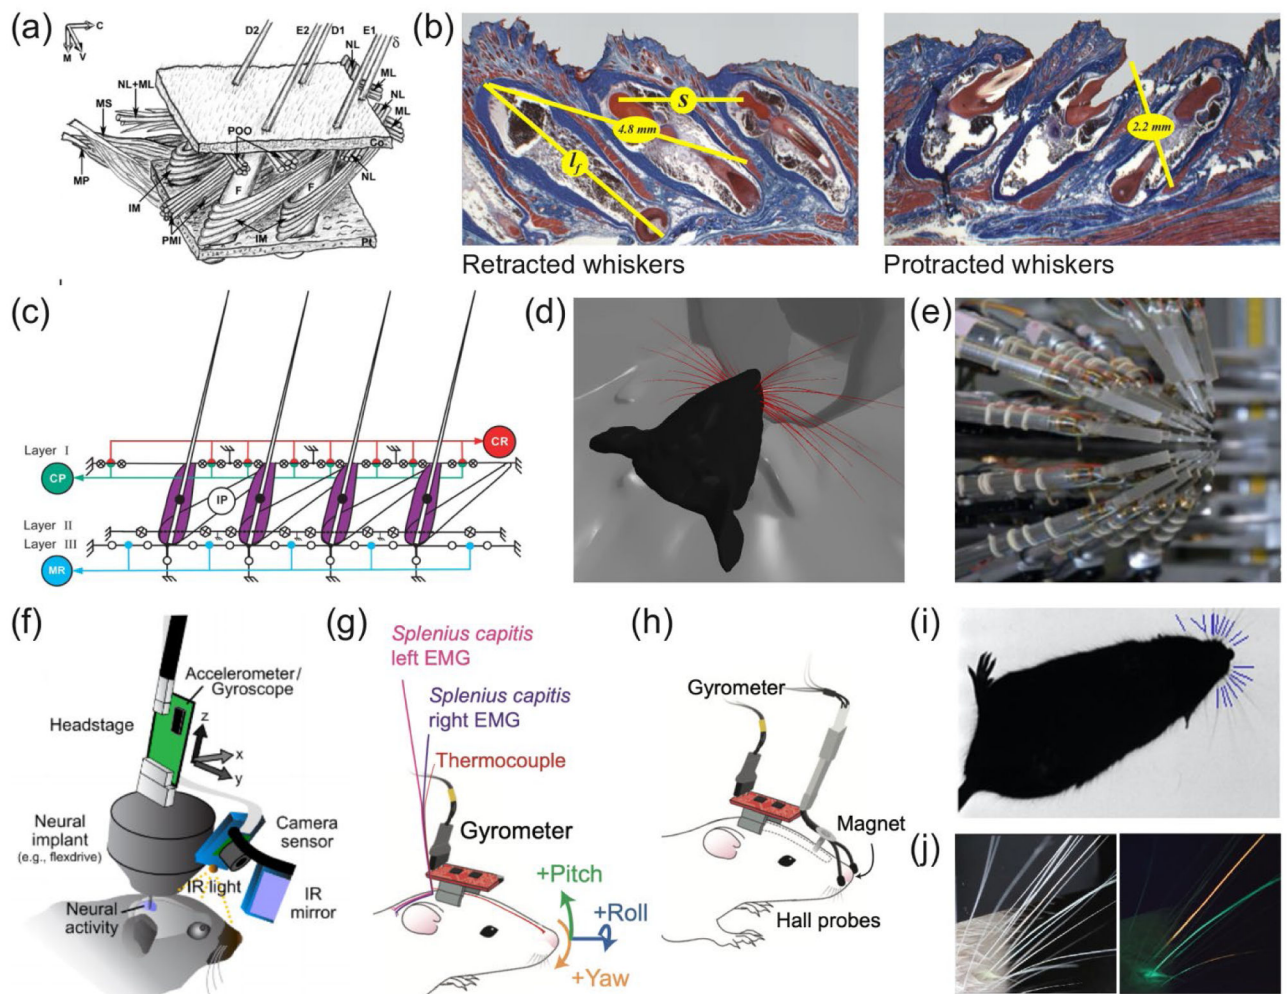 (a)
C
M
V
D2
E2
D1
E1
δ
NL
ML
NL
ML
NL+ML
MS
POO
Co.
NL
MP
F
F
IM
PMI
IM
Pt.
(b)
S
4.8 mm
lf
2.2 mm
Retracted whiskers
Protracted whiskers
(c)
Layer I
CR
CP
IP
Layer II
Layer III
MR
(d)
(e)
(f)
Accelerometer/
Gyroscope
Headstage
z
x
y
Neural
implant
(e.g., flexdrive)
Camera
sensor
IR light
IR
mirror
Neural
activity
(g)
Splenius capitis
left EMG
Splenius capitis
right EMG
Thermocouple
Gyrometer
+Pitch
+Roll
+Yaw
(h)
Gyrometer
Magnet
Hall probes
(i)
(j)